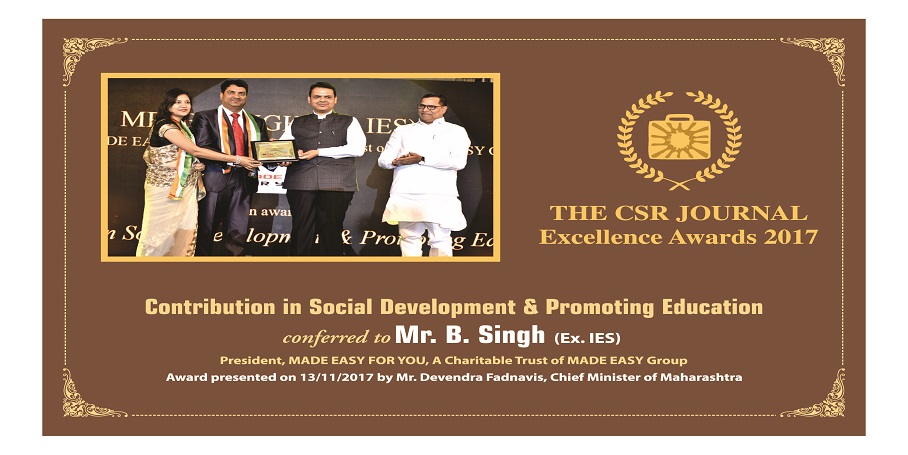 THE CSR JOURNAL
Excellence Awards 2017
Contribution in Social Development & Promoting Education
conferred to Mr. B. Singh (Ex. IES)
President, MADE EASY FOR YOU, A Charitable Trust of MADE EASY Group
Award presented on 13/11/2017 by Mr. Devendra Fadnavis, Chief Minister of Maharashtra
IES)
& Promoting